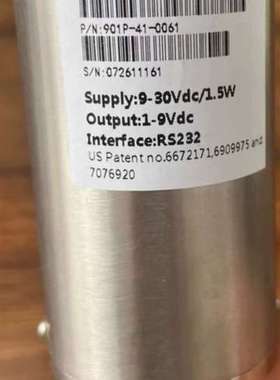 P/N:901P-41-0061
S/N:072611161
Supply:9-30Vdc/1.5W
Output:1-9Vdc
Interface:RS232
US Patent no.6672171,6909975 and
7076920